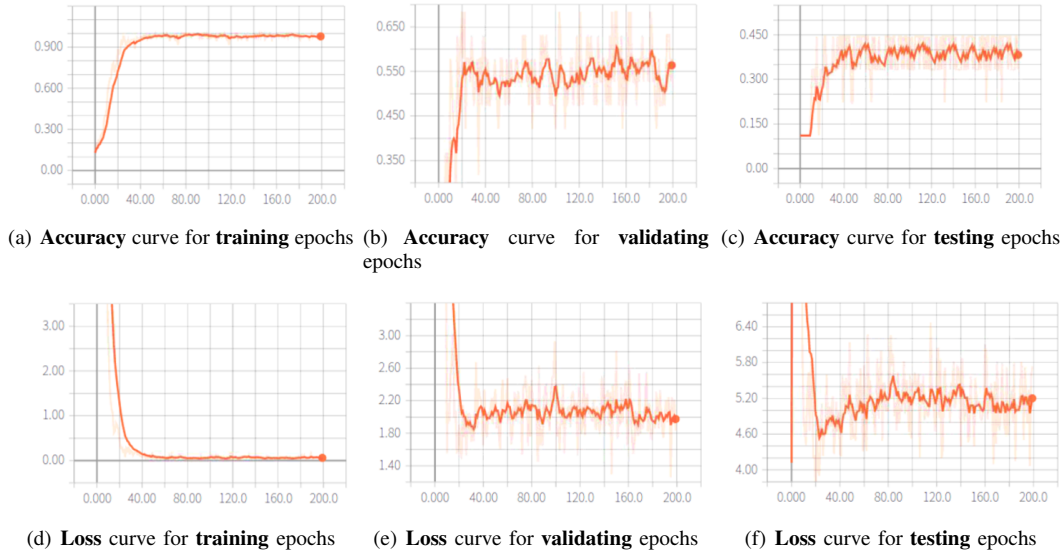 0.900
0.600
0.300
0.00
0.000 40.00 80.00 120.0 160.0 200.0
0.650
0.550
0.450
0.350
0.000 40.00 80.00 120.0 160.0 200.0
0.450
0.300
0.150
0.00
0.000 40.00 80.00 120.0 160.0 200.0
(a) Accuracy curve for training epochs
(b) Accuracy curve for validating
epochs
(c) Accuracy curve for testing epochs
3.00
2.00
1.00
0.00
0.000 40.00 80.00 120.0 160.0 200.0
3.00
2.60
2.20
1.80
1.40
0.000 40.00 80.00 120.0 160.0 200.0
6.40
5.80
5.20
4.60
4.00
0.000 40.00 80.00 120.0 160.0 200.0
(d) Loss curve for training epochs
(e) Loss curve for validating epochs
(f) Loss curve for testing epochs